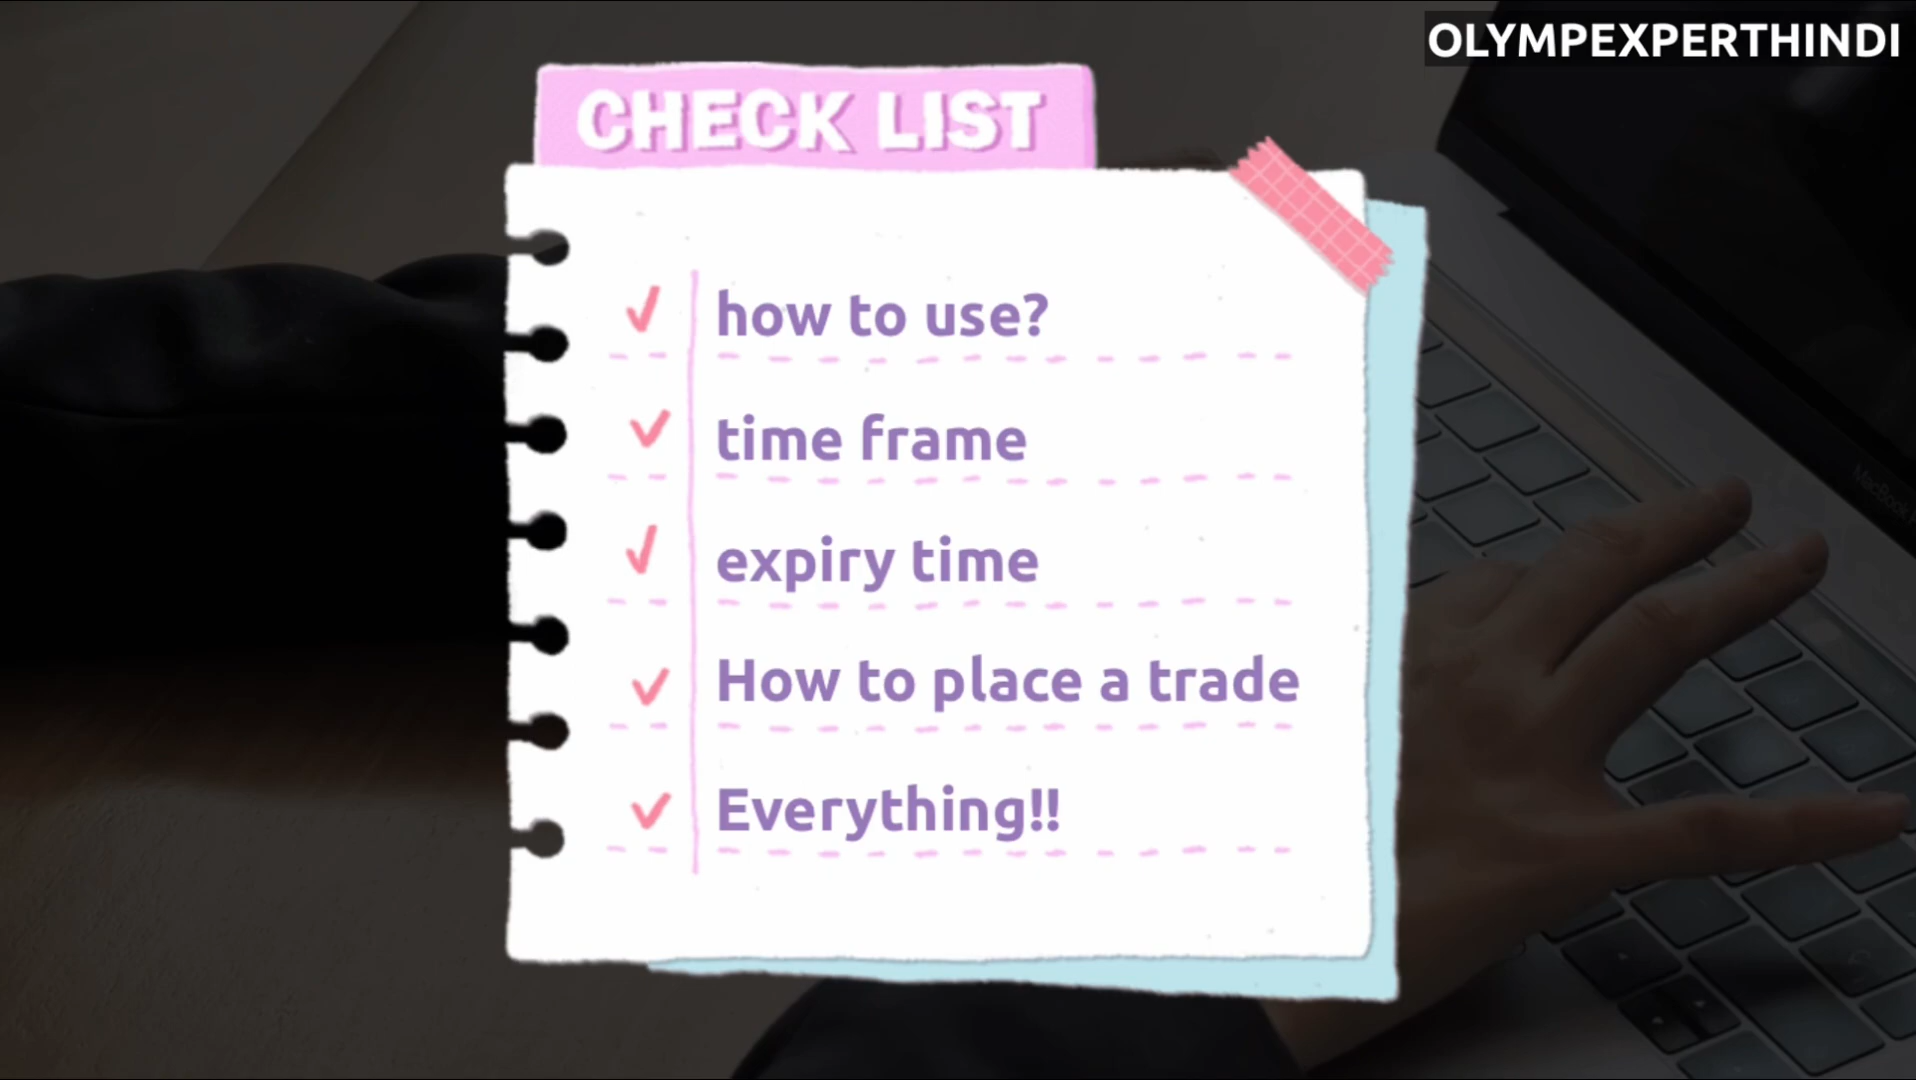 OLYMPEXPERTHINDI
CHECK LIST
how to use?
time frame
expiry time
How to place a trade
Everything!!